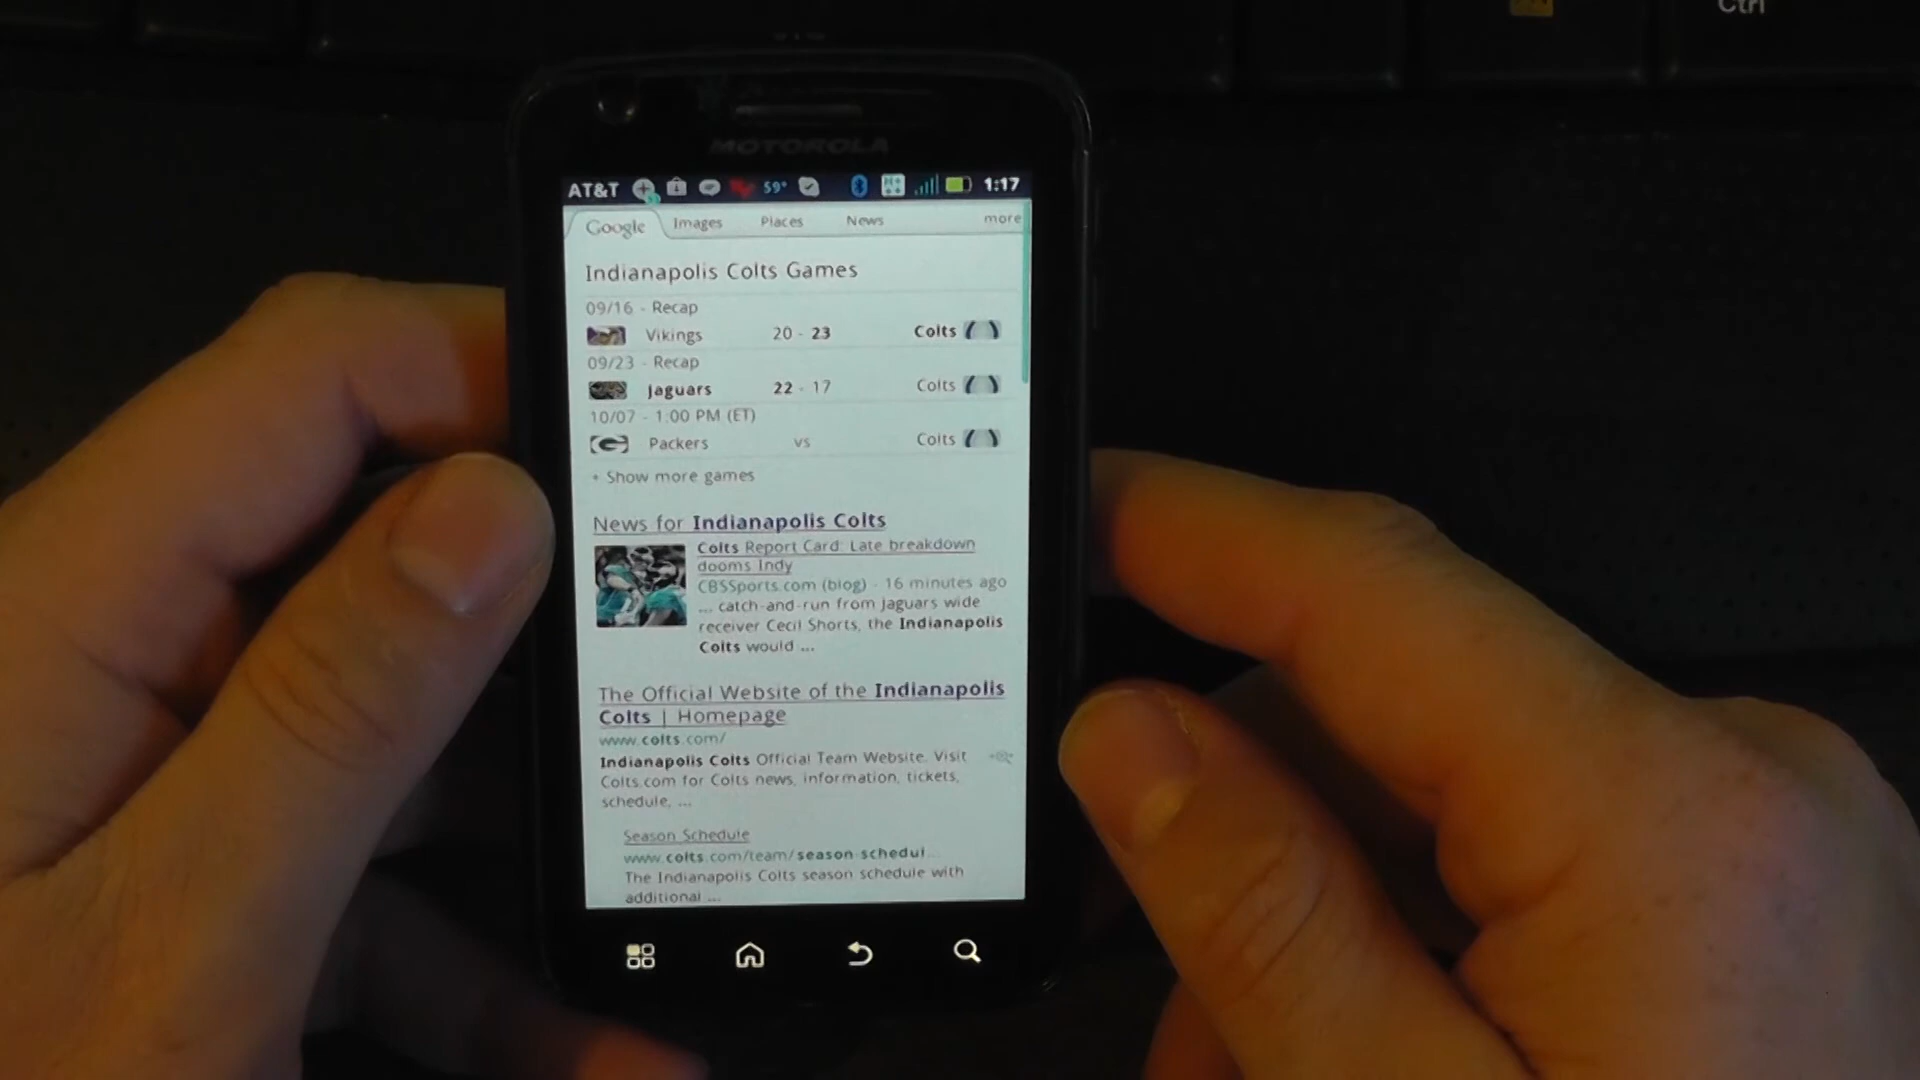 Ctrl
MOTOROLA
AT&T 59° 1:17
Google Images Places News more
Indianapolis Colts Games
09/16 - Recap
Vikings 20 - 23 Colts
09/23 - Recap
Jaguars 22 - 17 Colts
10/07 - 1:00 PM (ET)
Packers vs Colts
+ Show more games
News for Indianapolis Colts
Colts Report Card: Late breakdown
dooms Indy
CBSSports.com (blog) - 16 minutes ago
... catch-and-run from Jaguars wide
receiver Cecil Shorts, the Indianapolis
Colts would ...
The Official Website of the Indianapolis
Colts | Homepage
www.colts.com/
Indianapolis Colts Official Team Website. Visit
Colts.com for Colts news, information, tickets,
schedule, ...
Season Schedule
www.colts.com/team/season-schedul...
The Indianapolis Colts season schedule with
additional ...